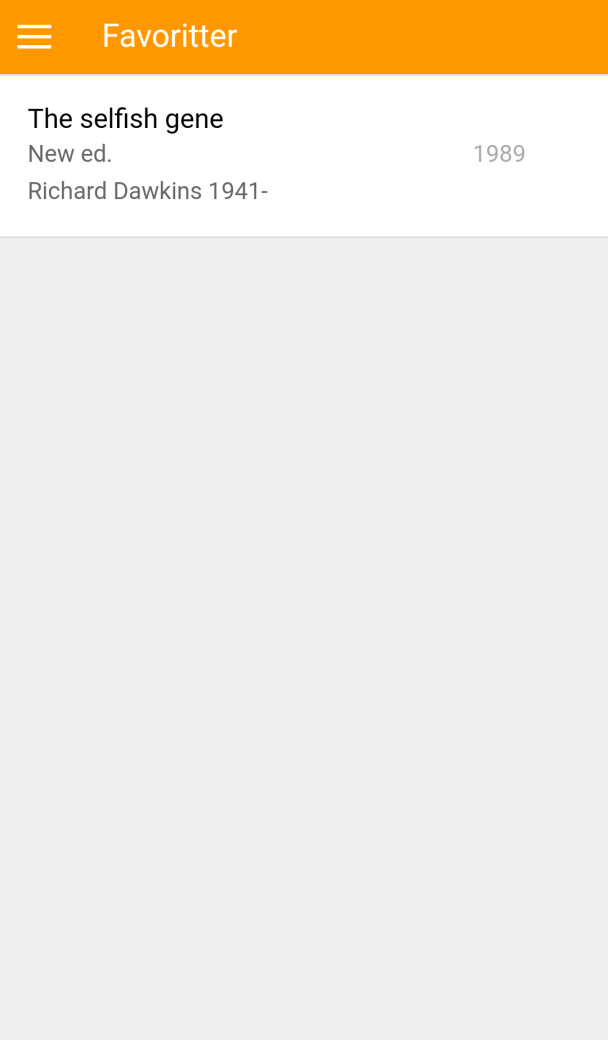 Favoritter
The selfish gene
New ed. 1989
Richard Dawkins 1941-